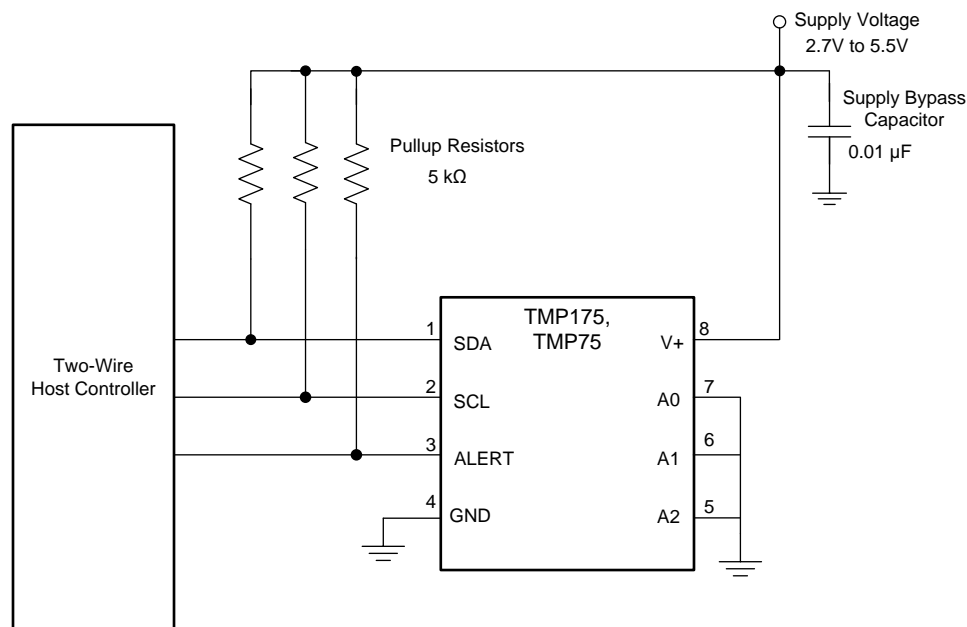 Supply Voltage
2.7V to 5.5V
Supply Bypass
Capacitor
0.01 µF
Pullup Resistors
5 kΩ
Two-Wire
Host Controller
TMP175,
TMP75
1
SDA
2
SCL
3
ALERT
4
GND
8
V+
7
A0
6
A1
5
A2